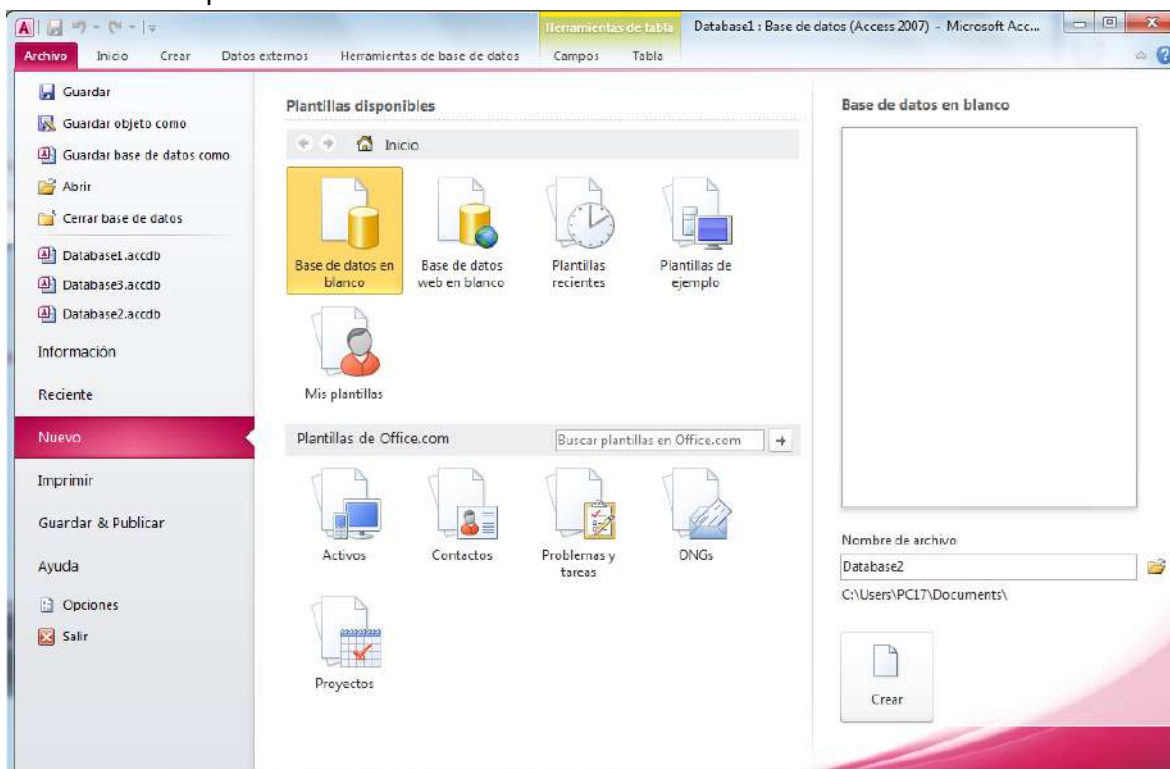 Herramientas de tabla
Database1 : Base de datos (Access 2007) - Microsoft Acc...
Archivo Inicio Crear Datos externos Herramientas de base de datos Campos Tabla
Guardar
Guardar objeto como
Guardar base de datos como
Abrir
Cerrar base de datos
Database1.accdb
Database3.accdb
Database2.accdb
Información
Reciente
Nuevo
Imprimir
Guardar & Publicar
Ayuda
Opciones
Salir
Plantillas disponibles
Inicio
Base de datos en
blanco
Base de datos
web en blanco
Plantillas
recientes
Plantillas de
ejemplo
Mis plantillas
Plantillas de Office.com
Buscar plantillas en Office.com
Activos
Contactos
Problemas y
tareas
ONGs
Proyectos
Base de datos en blanco
Nombre de archivo
Database2
C:\Users\PC17\Documents\
Crear